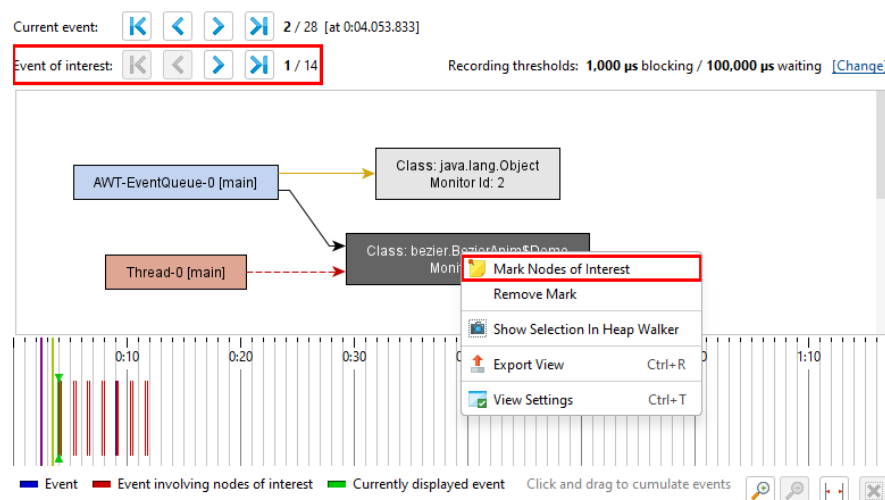 Current event: 2 / 28 [at 0:04.053.833]
Event of interest: 1 / 14 Recording thresholds: 1,000 µs blocking / 100,000 µs waiting [Change]
Class: java.lang.Object
Monitor Id: 2
AWT-EventQueue-0 [main]
Class: bezier.BezierAnim$Demo
Moni
Thread-0 [main]
Mark Nodes of Interest
Remove Mark
Show Selection In Heap Walker
Export View Ctrl+R
View Settings Ctrl+T
0:10 0:20 0:30 0 1:10
Event Event involving nodes of interest Currently displayed event Click and drag to cumulate events